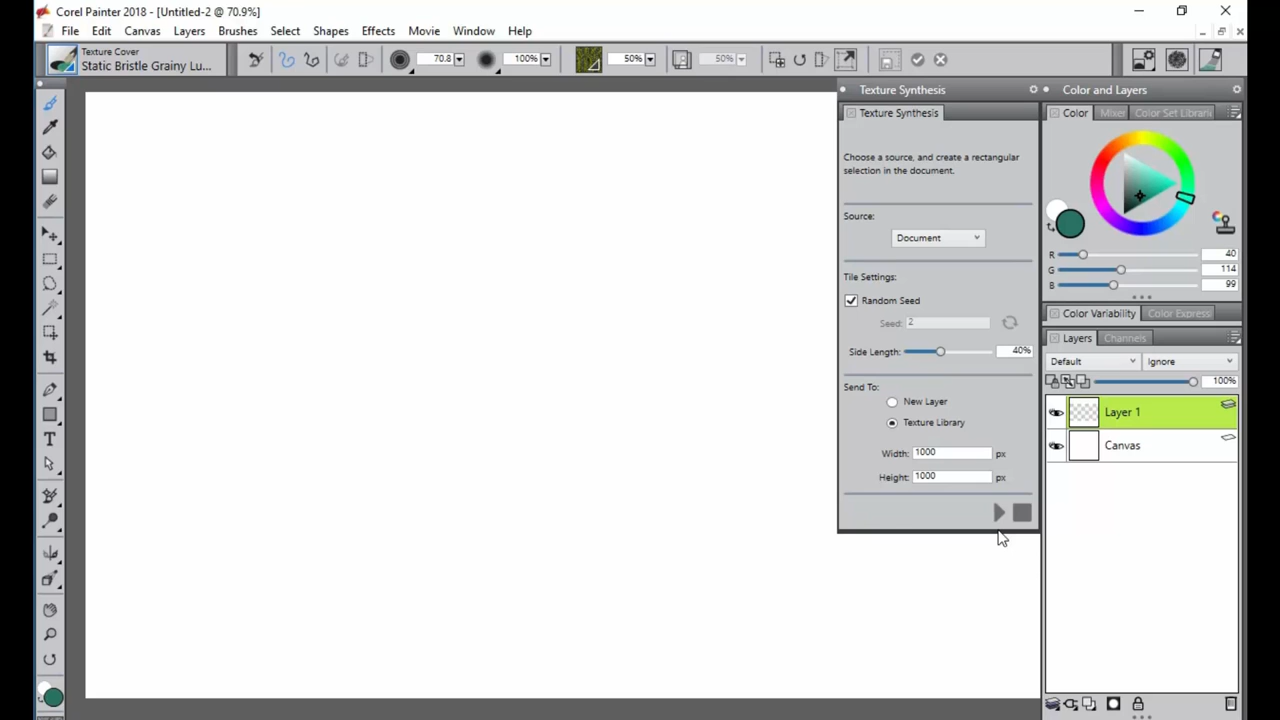 Corel Painter 2018 - [Untitled-2 @ 70.9%]
File Edit Canvas Layers Brushes Select Shapes Effects Movie Window Help
Texture Cover
Static Bristle Grainy Lu...
70.8 100% 50% 50%
Texture Synthesis
Texture Synthesis
Choose a source, and create a rectangular
selection in the document.
Source:
Document
Tile Settings:
Random Seed
Seed: 2
Side Length: 40%
Send To:
New Layer
Texture Library
Width: 1000 px
Height: 1000 px
Color and Layers
Color Mixer Color Set Librari
R 40
G 114
B 99
Color Variability Color Express
Layers Channels
Default Ignore
100%
Layer 1
Canvas
T